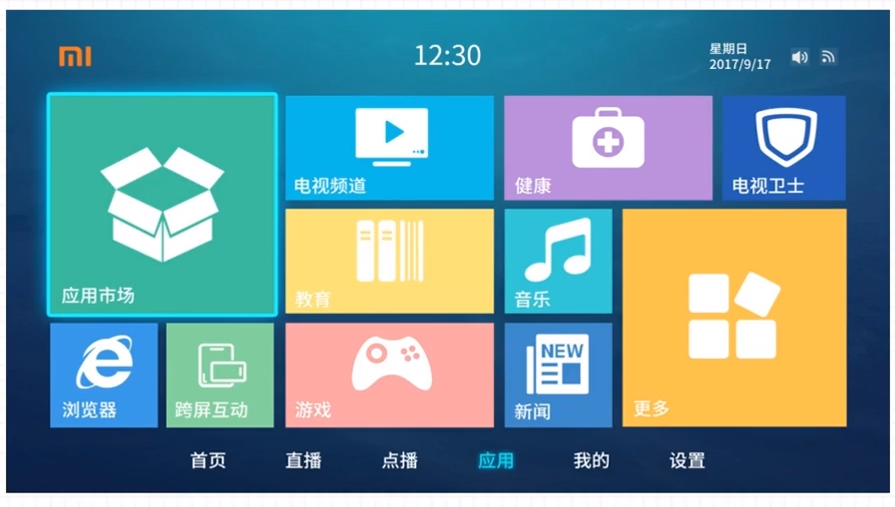 MI
12:30
星期日
2017/9/17
应用市场
电视频道
健康
电视卫士
教育
音乐
更多
浏览器
跨屏互动
游戏
NEW
新闻
首页
直播
点播
应用
我的
设置